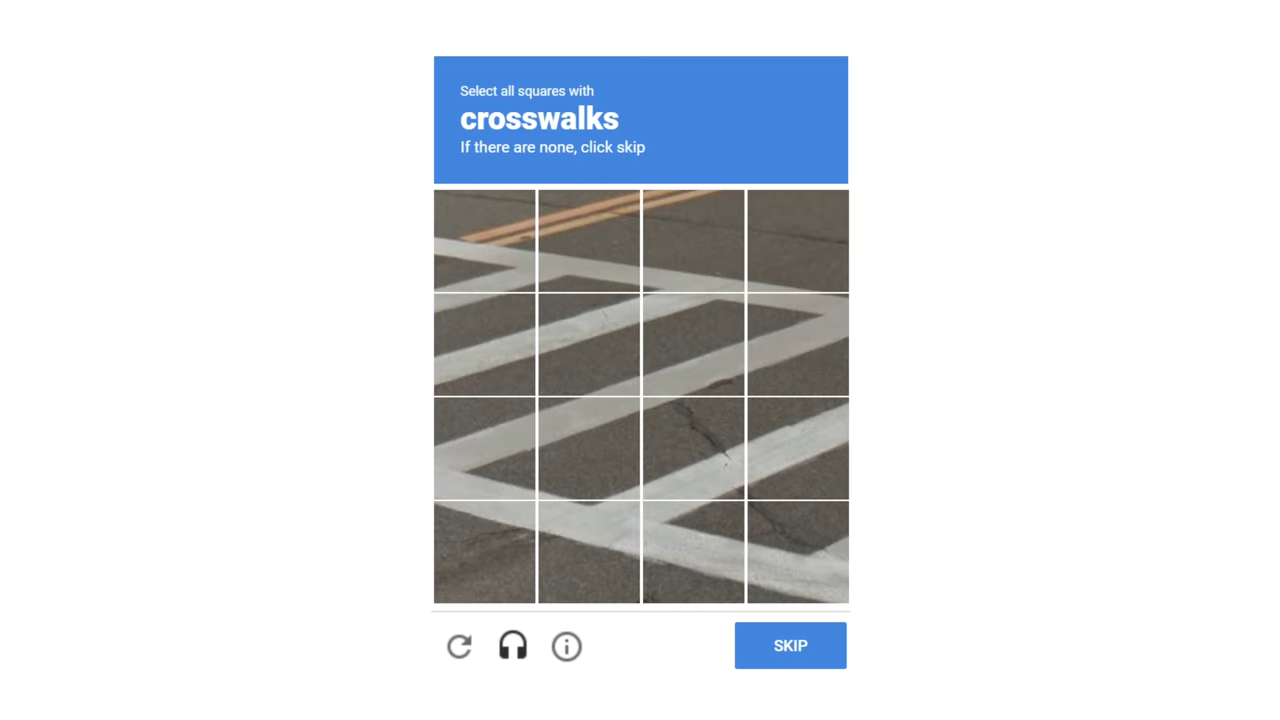 Select all squares with
crosswalks
If there are none, click skip
SKIP